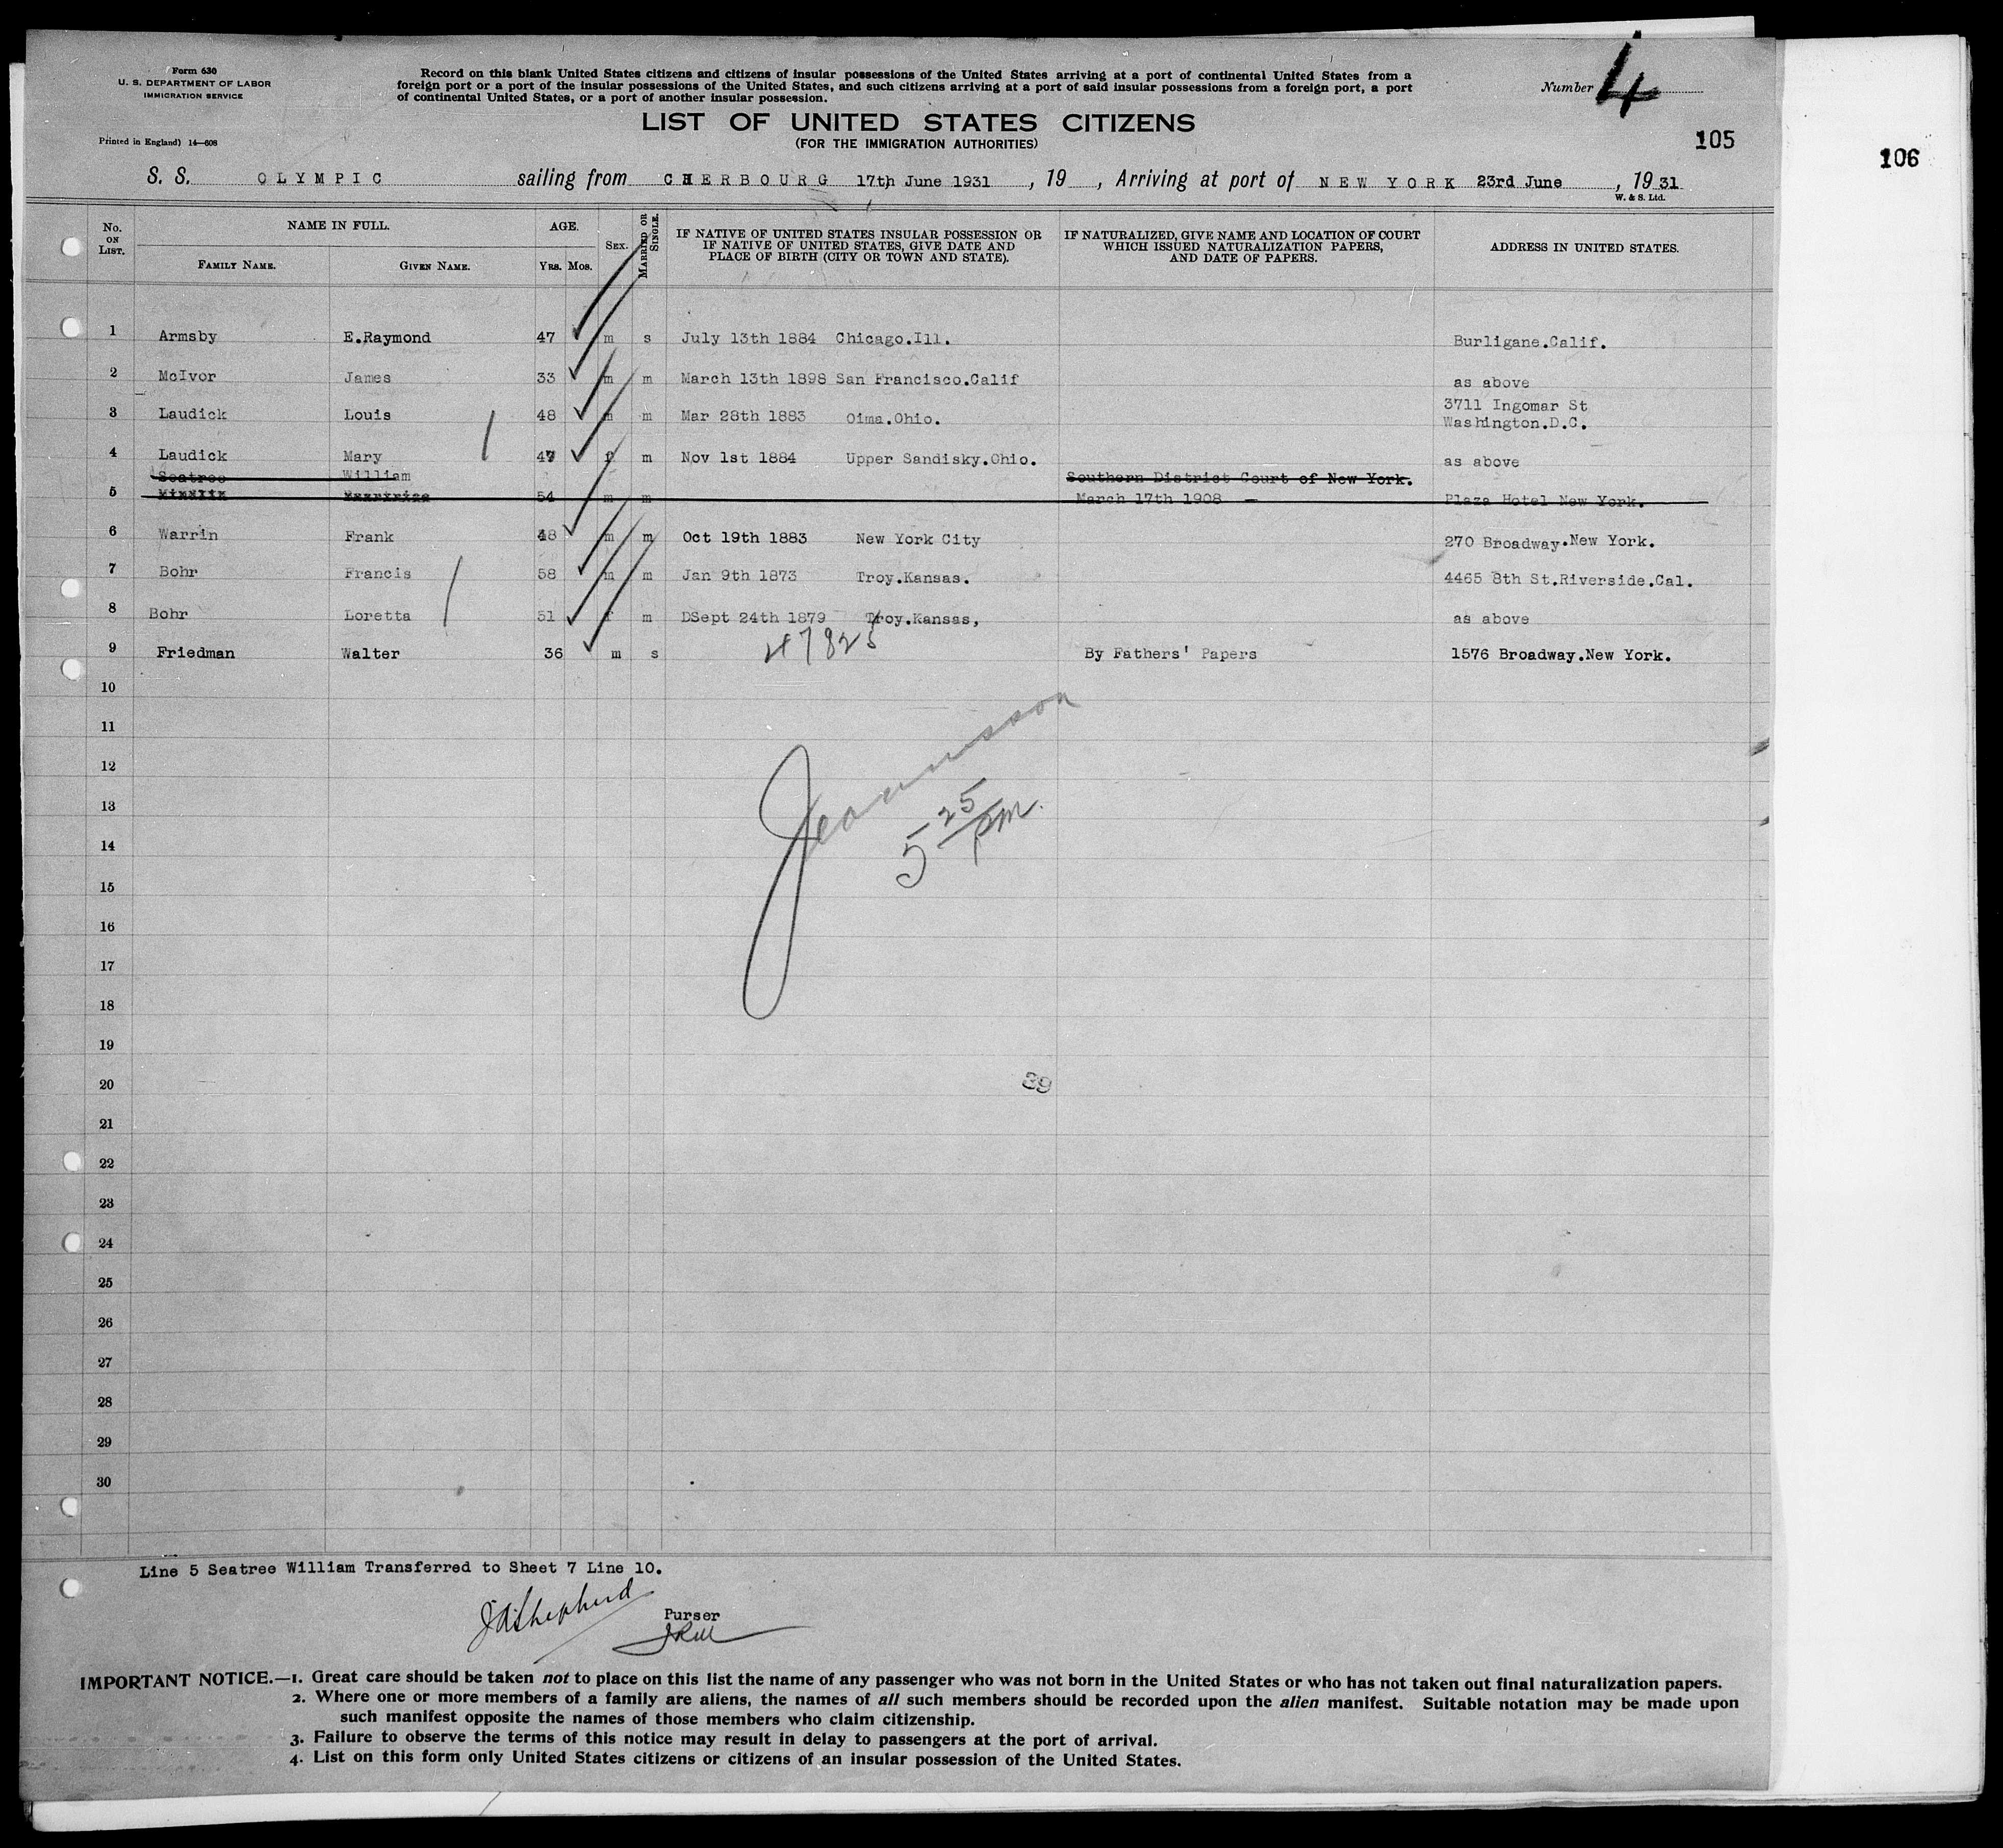 Form 630
U. S. DEPARTMENT OF LABOR
IMMIGRATION SERVICE
Printed in England) 14—608
Record on this blank United States citizens and citizens of insular possessions of the United States arriving at a port of continental United States from a
foreign port or a port of the insular possessions of the United States, and such citizens arriving at a port of said insular possessions from a foreign port, a port
of continental United States, or a port of another insular possession.
Number 4
LIST OF UNITED STATES CITIZENS
(FOR THE IMMIGRATION AUTHORITIES)
105
106
S. S. OLYMPIC sailing from CHERBOURG 17th June 1931, 19 , Arriving at port of NEW YORK 23rd June, 1931
W. & S. Ltd.
No. ON LIST. NAME IN FULL. FAMILY NAME. GIVEN NAME. AGE. YRS. MOS. SEX. MARRIED OR SINGLE. IF NATIVE OF UNITED STATES INSULAR POSSESSION OR IF NATIVE OF UNITED STATES, GIVE DATE AND PLACE OF BIRTH (CITY OR TOWN AND STATE). IF NATURALIZED, GIVE NAME AND LOCATION OF COURT WHICH ISSUED NATURALIZATION PAPERS, AND DATE OF PAPERS. ADDRESS IN UNITED STATES.
1 Armsby E.Raymond 47 m s July 13th 1884 Chicago.Ill. Burligane.Calif.
2 McIvor James 33 m m March 13th 1898 San Francisco.Calif as above
3 Laudick Louis 48 m m Mar 28th 1883 Oima.Ohio. 3711 Ingomar St
Washington.D.C.
4 Laudick Mary 47 f m Nov 1st 1884 Upper Sandisky.Ohio. as above
Seatree William Southern District Court of New York.
5 54 m m March 17th 1908 — Plaza Hotel New York.
6 Warrin Frank 48 m m Oct 19th 1883 New York City 270 Broadway.New York.
7 Bohr Francis 58 m m Jan 9th 1873 Troy.Kansas. 4465 8th St.Riverside.Cal.
8 Bohr Loretta 51 f m DSept 24th 1879 Troy.Kansas, as above
9 Friedman Walter 36 m s By Fathers' Papers 1576 Broadway.New York.
10
11
12
13
14
5 25 pm.
15
16
17
18
19
20
39
21
22
23
24
25
26
27
28
29
30
Line 5 Seatree William Transferred to Sheet 7 Line 10.
JAShepherd
Purser
IMPORTANT NOTICE.—1. Great care should be taken not to place on this list the name of any passenger who was not born in the United States or who has not taken out final naturalization papers.
2. Where one or more members of a family are aliens, the names of all such members should be recorded upon the alien manifest. Suitable notation may be made upon
such manifest opposite the names of those members who claim citizenship.
3. Failure to observe the terms of this notice may result in delay to passengers at the port of arrival.
4. List on this form only United States citizens or citizens of an insular possession of the United States.